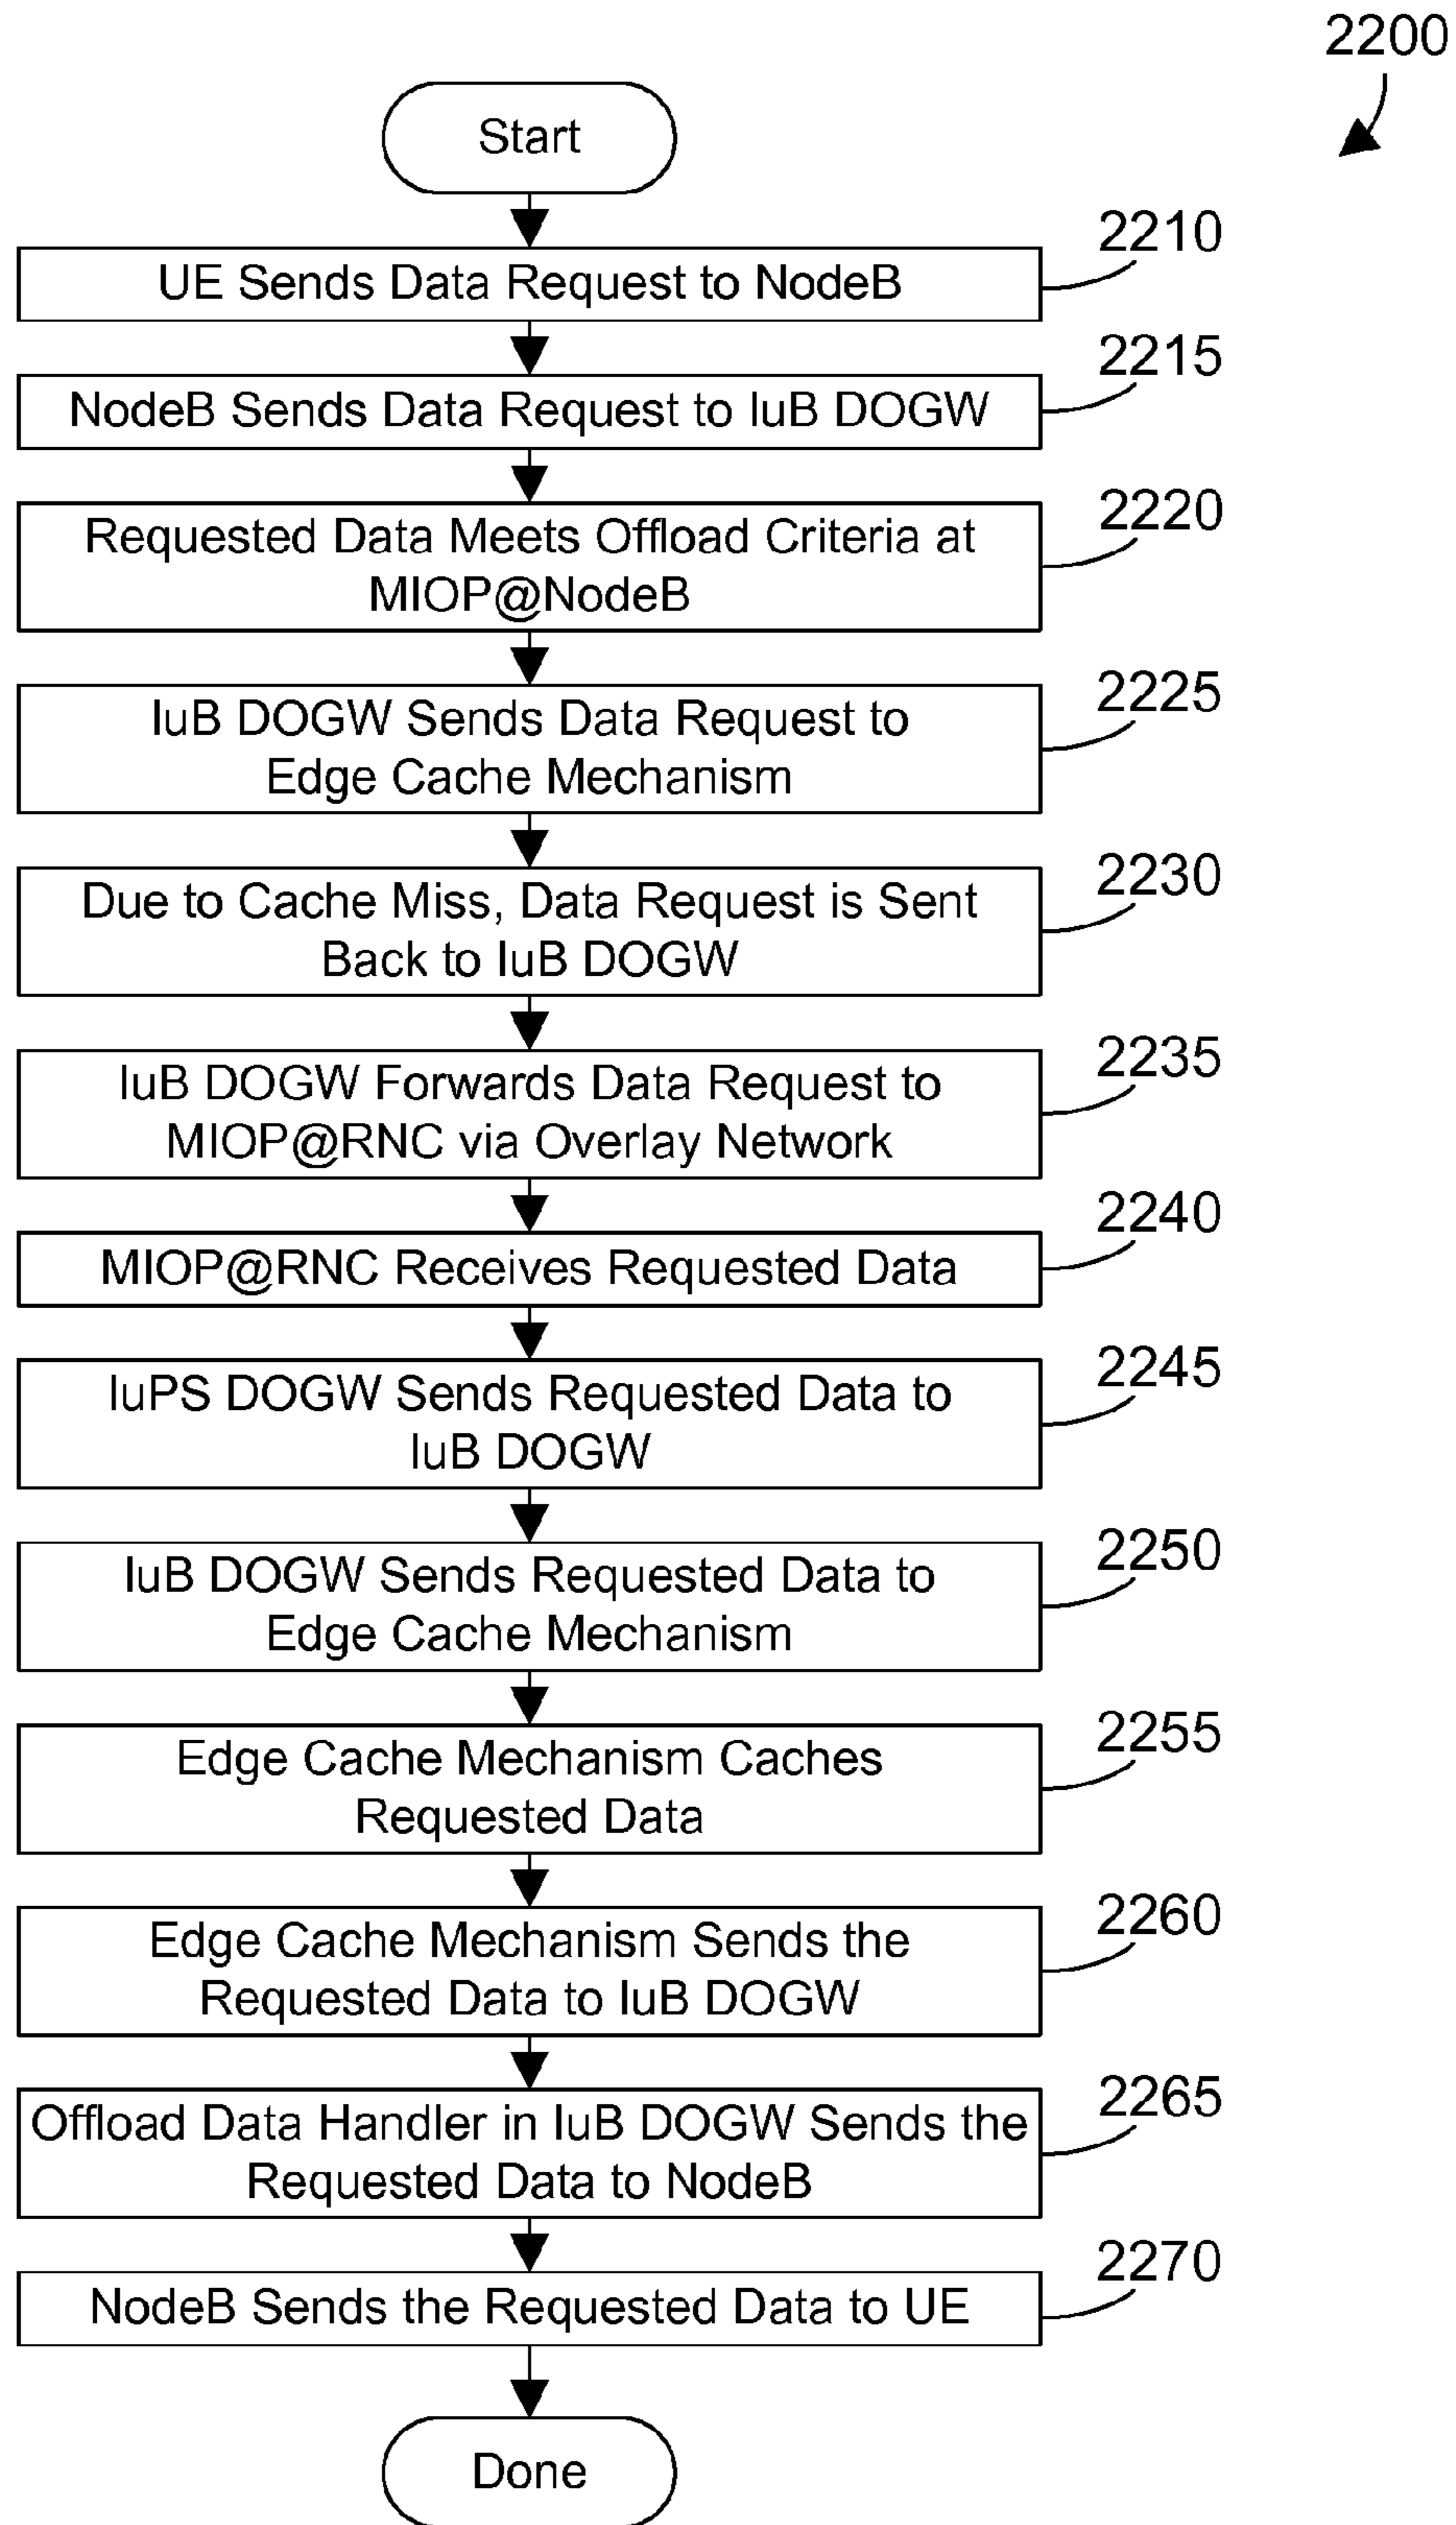 2200
Start
2210
UE Sends Data Request to NodeB
2215
NodeB Sends Data Request to IuB DOGW
2220
Requested Data Meets Offload Criteria at
MIOP@NodeB
2225
IuB DOGW Sends Data Request to
Edge Cache Mechanism
2230
Due to Cache Miss, Data Request is Sent
Back to IuB DOGW
2235
IuB DOGW Forwards Data Request to
MIOP@RNC via Overlay Network
2240
MIOP@RNC Receives Requested Data
2245
IuPS DOGW Sends Requested Data to
IuB DOGW
2250
IuB DOGW Sends Requested Data to
Edge Cache Mechanism
2255
Edge Cache Mechanism Caches
Requested Data
2260
Edge Cache Mechanism Sends the
Requested Data to IuB DOGW
2265
Offload Data Handler in IuB DOGW Sends the
Requested Data to NodeB
2270
NodeB Sends the Requested Data to UE
Done